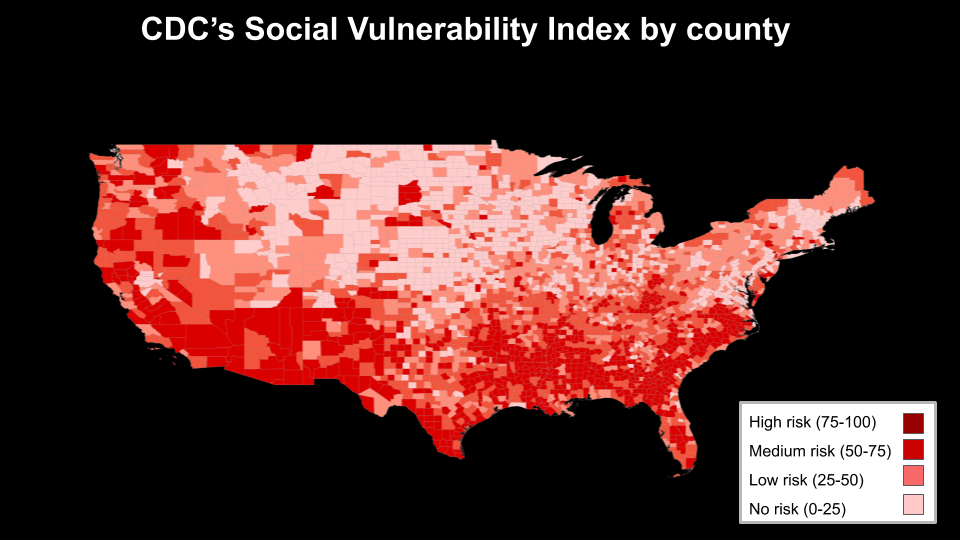 CDC’s Social Vulnerability Index by county
High risk (75-100)
Medium risk (50-75)
Low risk (25-50)
No risk (0-25)